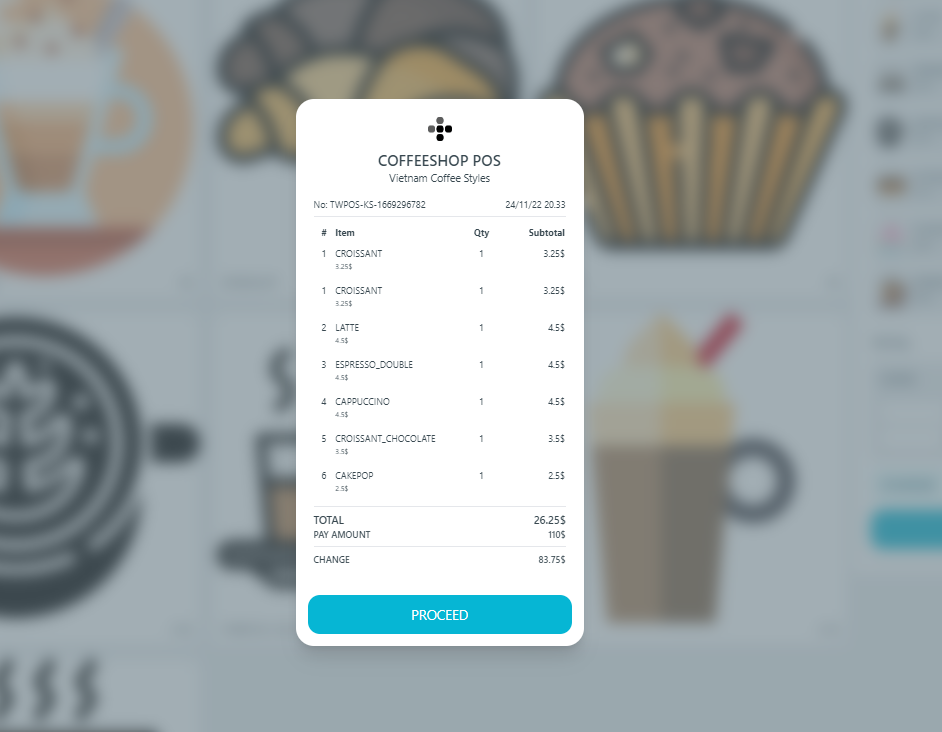 COFFEESHOP POS
Vietnam Coffee Styles
No: TWPOS-KS-1669296782 24/11/22 20.33
# Item Qty Subtotal
1 CROISSANT 1 3.25$
3.25$
1 CROISSANT 1 3.25$
3.25$
2 LATTE 1 4.5$
4.5$
3 ESPRESSO_DOUBLE 1 4.5$
4.5$
4 CAPPUCCINO 1 4.5$
4.5$
5 CROISSANT_CHOCOLATE 1 3.5$
3.5$
6 CAKEPOP 1 2.5$
2.5$
TOTAL 26.25$
PAY AMOUNT 110$
CHANGE 83.75$
PROCEED